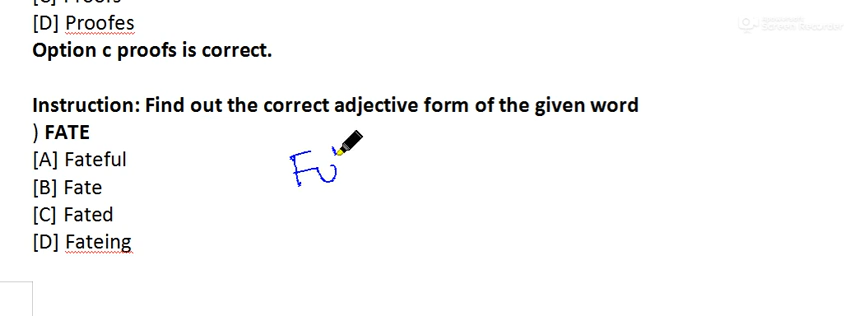 [C] Proofs
[D] Proofes
Option c proofs is correct.
Instruction: Find out the correct adjective form of the given word
) FATE
[A] Fateful
[B] Fate
[C] Fated
[D] Fateing